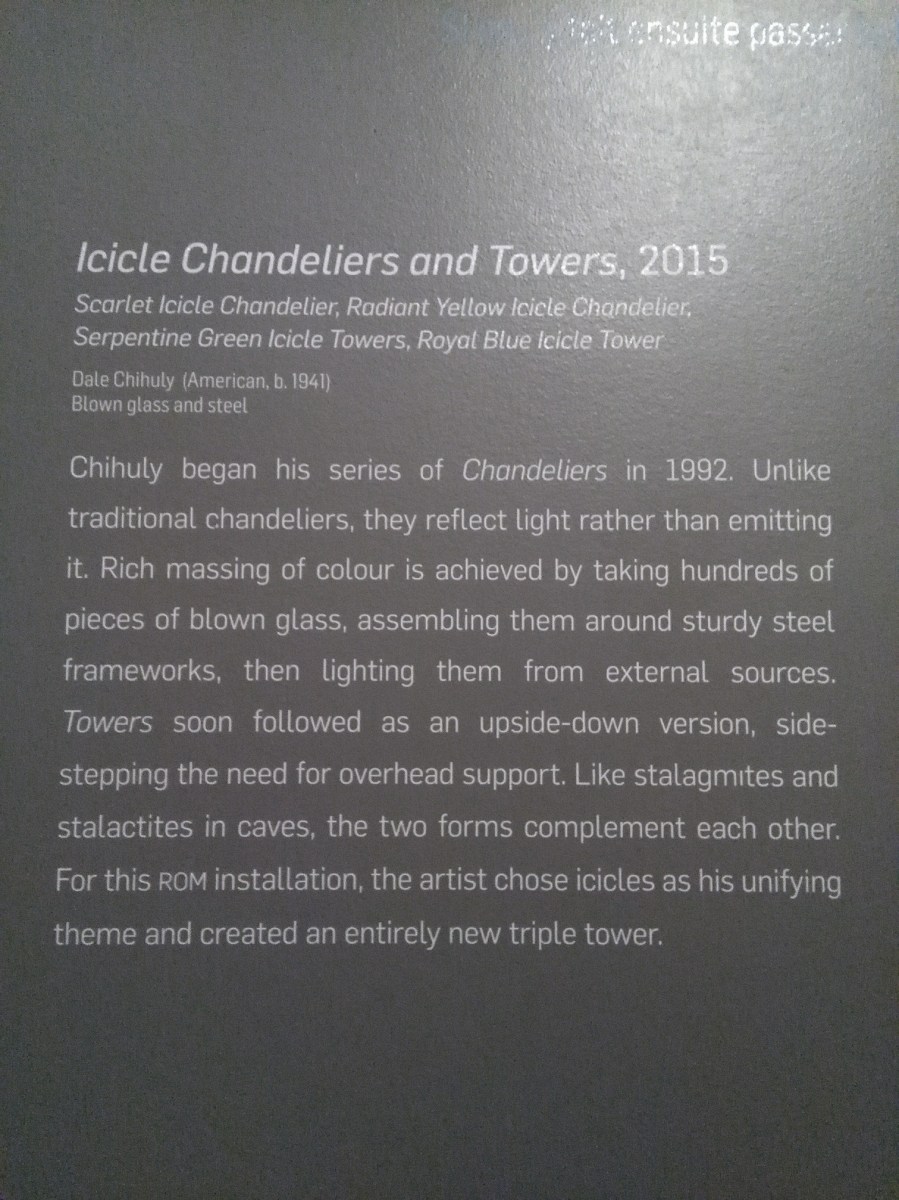 ensuite passer
Icicle Chandeliers and Towers, 2015
Scarlet Icicle Chandelier, Radiant Yellow Icicle Chandelier,
Serpentine Green Icicle Towers, Royal Blue Icicle Tower
Dale Chihuly (American, b. 1941)
Blown glass and steel
Chihuly began his series of Chandeliers in 1992. Unlike
traditional chandeliers, they reflect light rather than emitting
it. Rich massing of colour is achieved by taking hundreds of
pieces of blown glass, assembling them around sturdy steel
frameworks, then lighting them from external sources.
Towers soon followed as an upside-down version, side-
stepping the need for overhead support. Like stalagmites and
stalactites in caves, the two forms complement each other.
For this ROM installation, the artist chose icicles as his unifying
theme and created an entirely new triple tower.